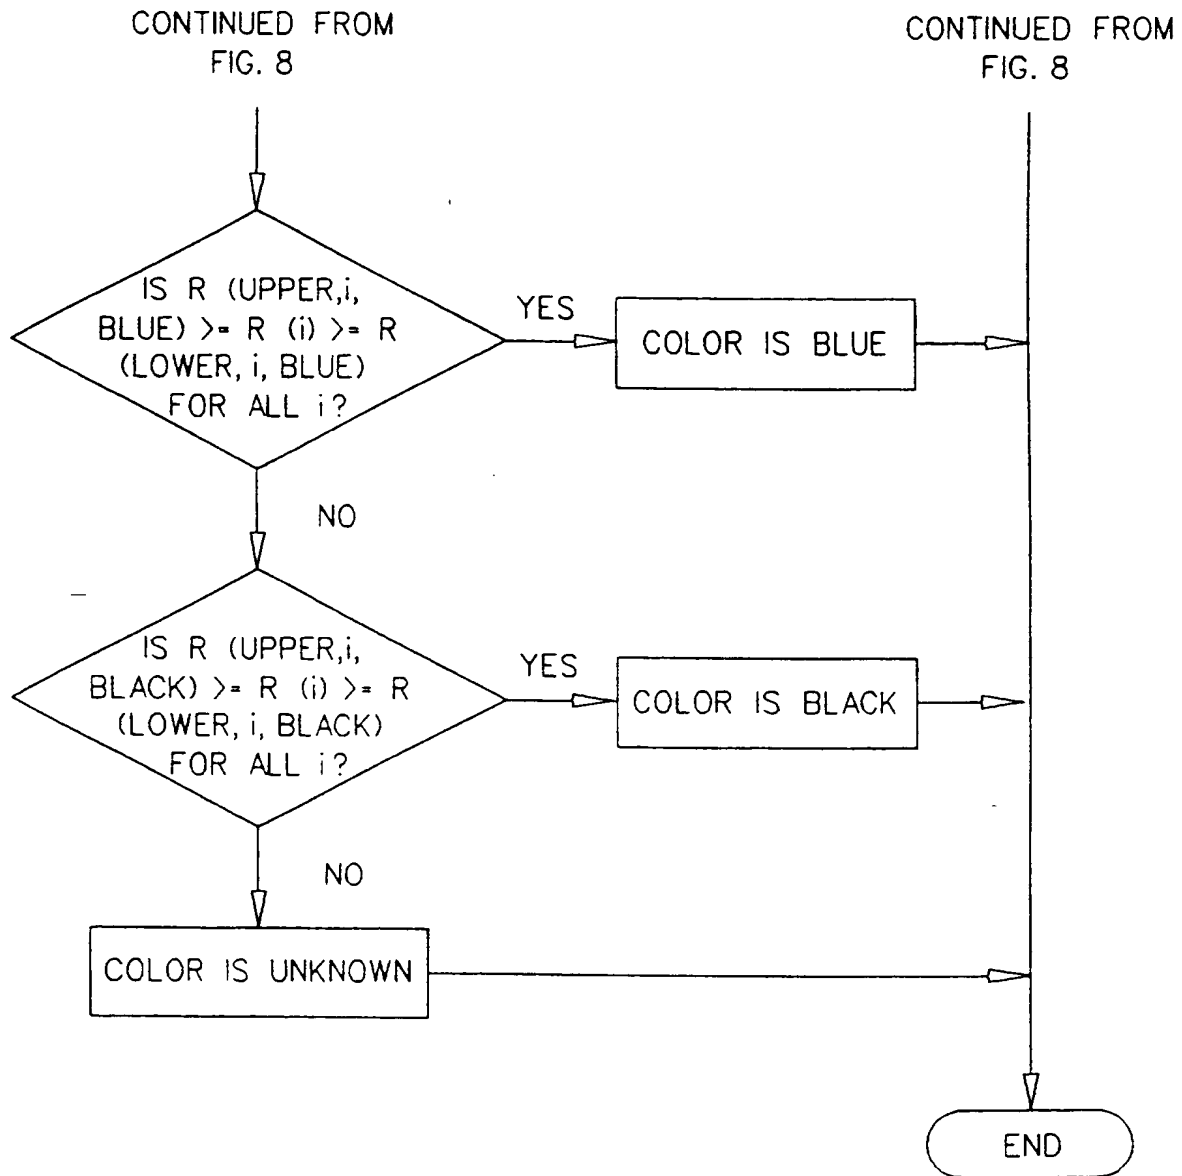 CONTINUED FROM
FIG. 8
CONTINUED FROM
FIG. 8
IS R (UPPER,i,
BLUE) >= R (i) >= R
(LOWER, i, BLUE)
FOR ALL i?
YES
COLOR IS BLUE
NO
IS R (UPPER,i,
BLACK) >= R (i) >= R
(LOWER, i, BLACK)
FOR ALL i?
YES
COLOR IS BLACK
NO
COLOR IS UNKNOWN
END